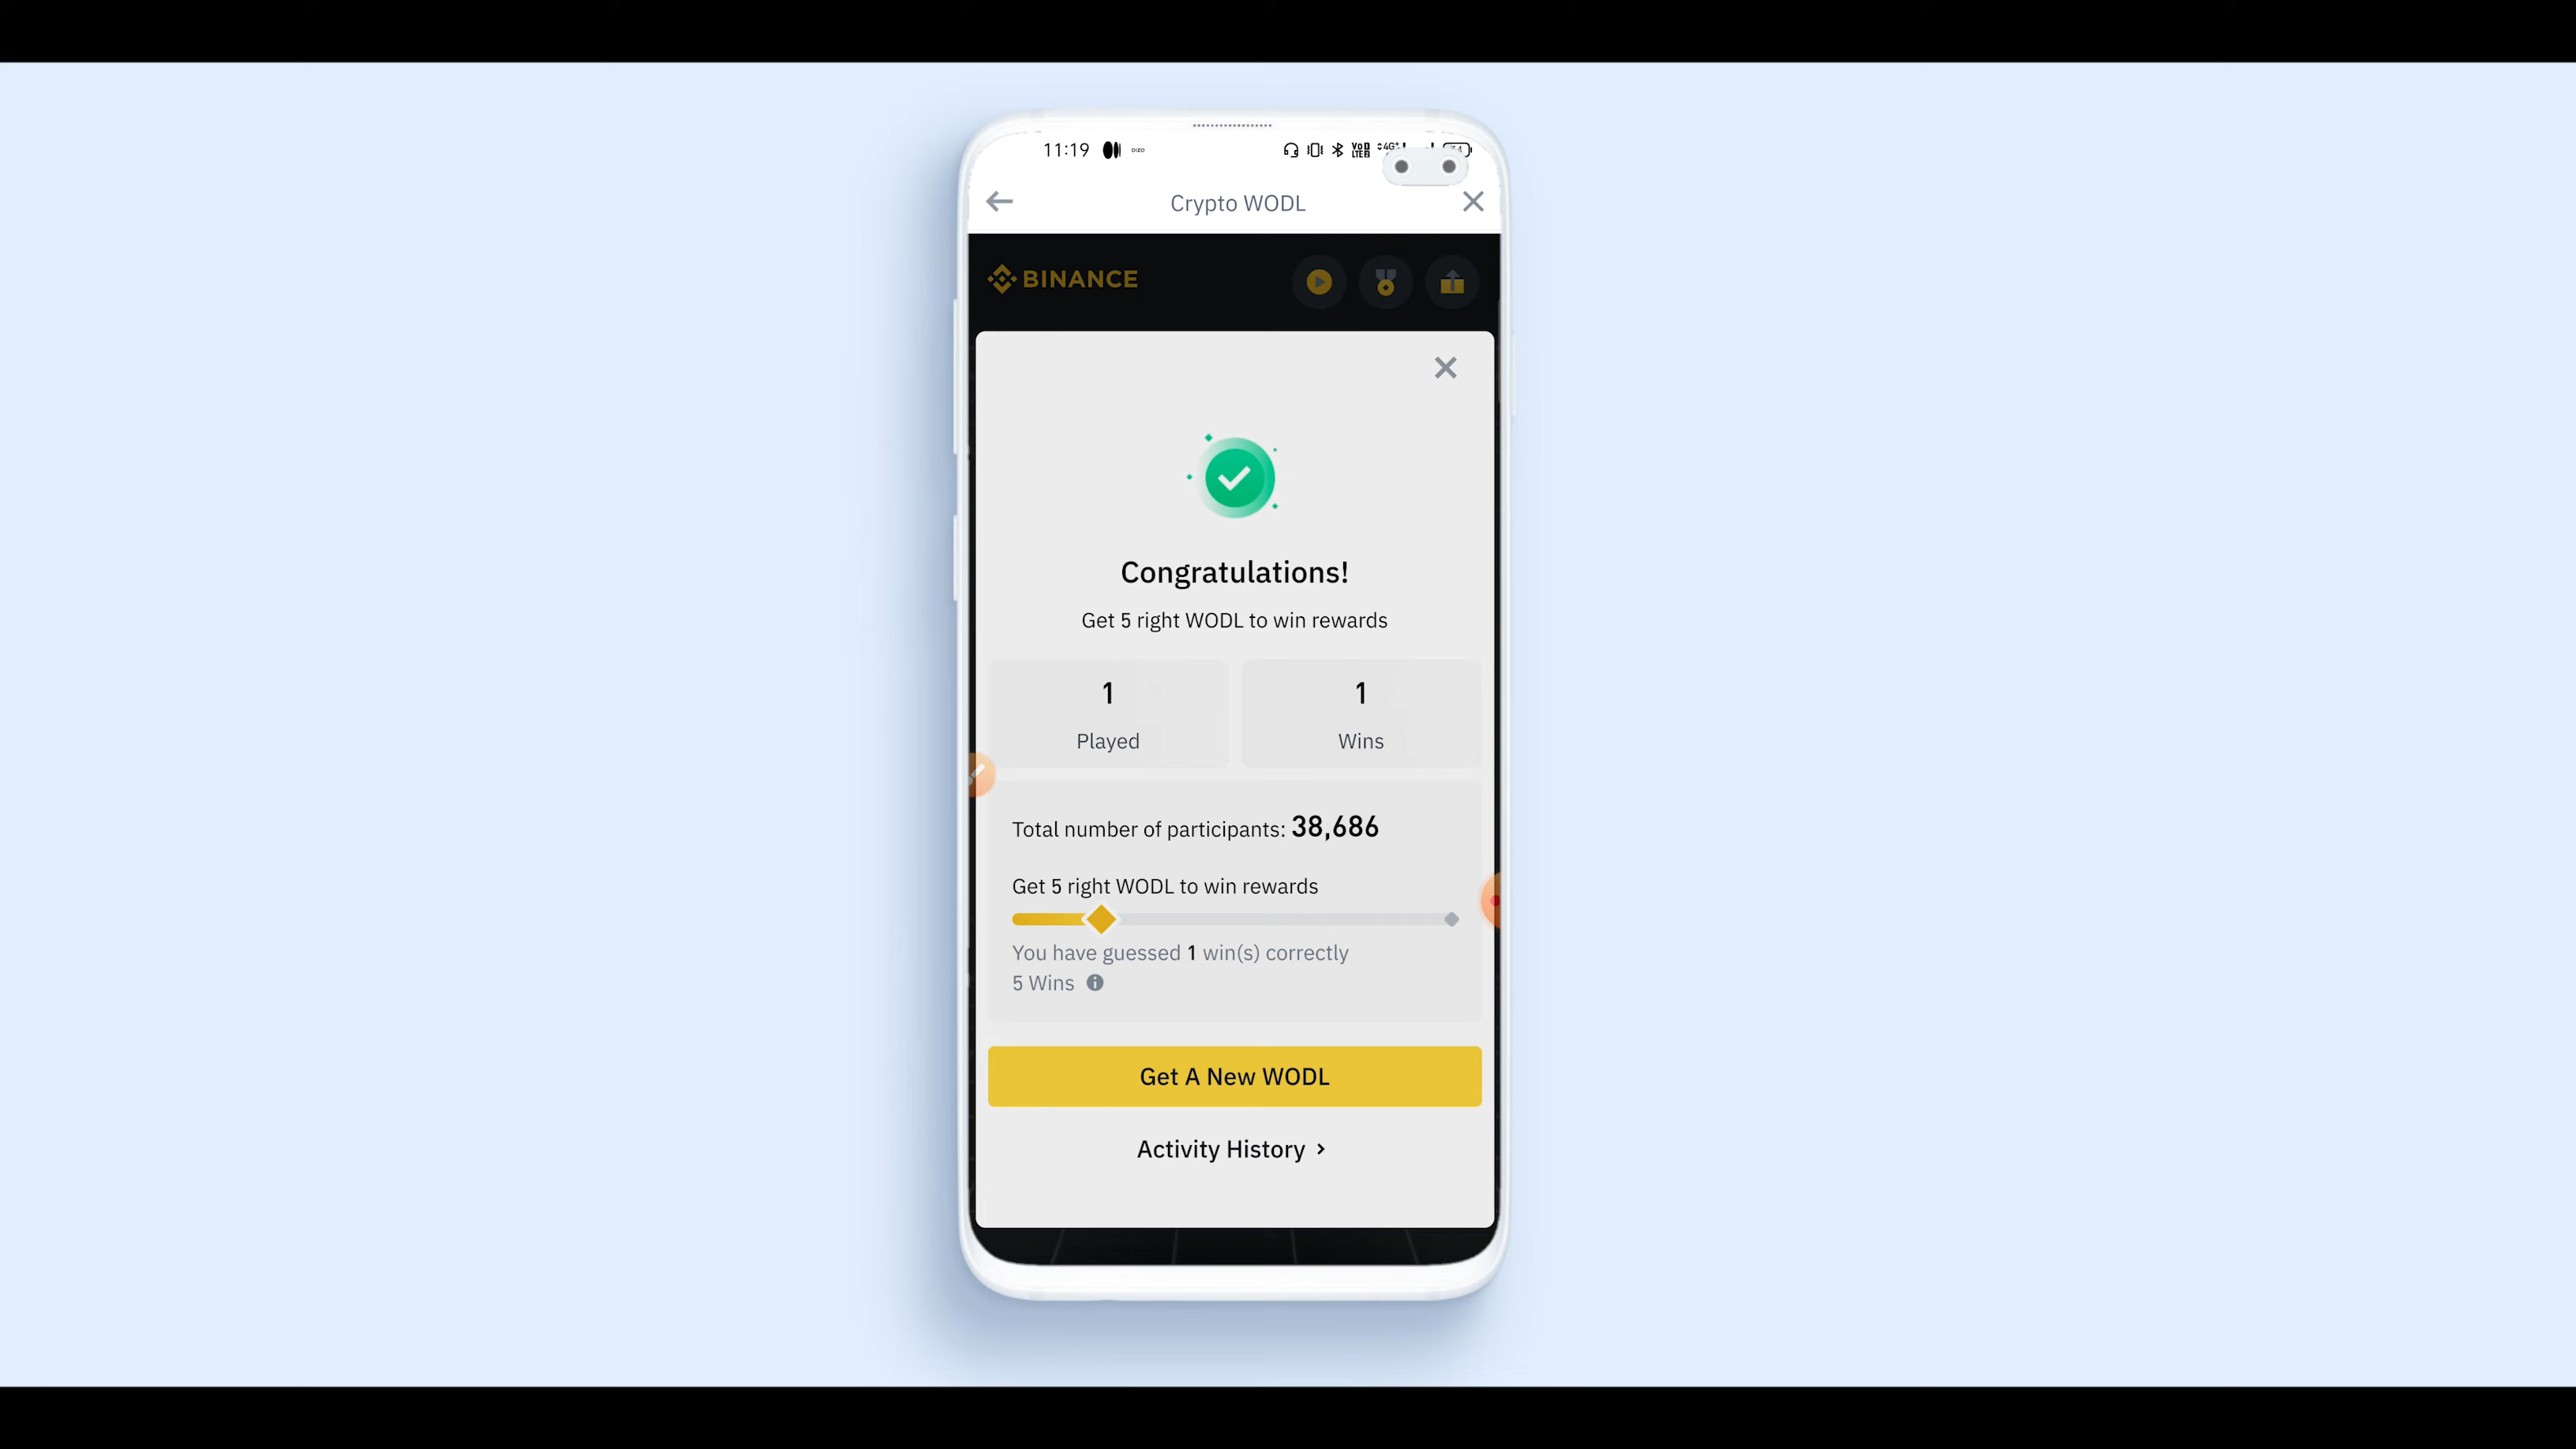 11:19 DIZO
Crypto WODL
BINANCE
Congratulations!
Get 5 right WODL to win rewards
1 1
Played Wins
Total number of participants: 38,686
Get 5 right WODL to win rewards
You have guessed 1 win(s) correctly
5 Wins
Get A New WODL
Activity History